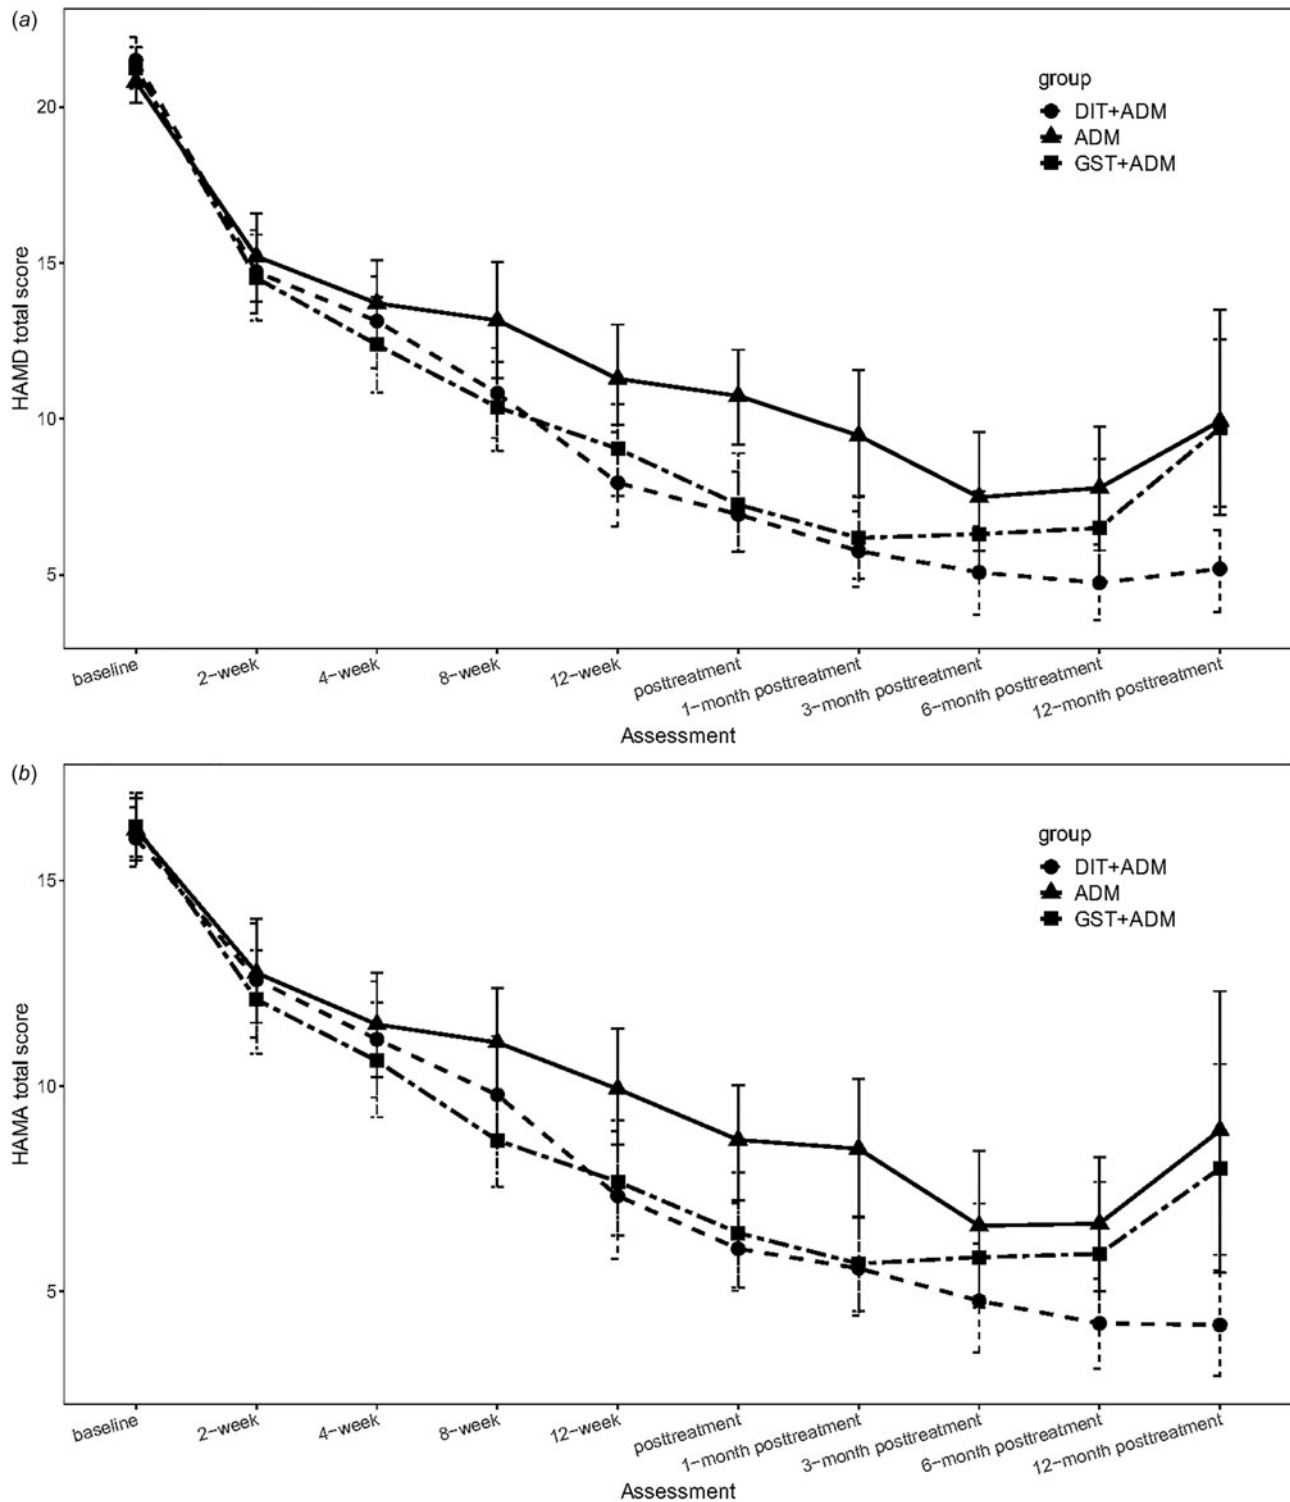 (a)
HAMD total score
20
15
10
5
group
DIT+ADM
ADM
GST+ADM
baseline
2-week
4-week
8-week
12-week
posttreatment
1-month posttreatment
3-month posttreatment
6-month posttreatment
12-month posttreatment
Assessment
(b)
HAMA total score
15
10
5
group
DIT+ADM
ADM
GST+ADM
baseline
2-week
4-week
8-week
12-week
posttreatment
1-month posttreatment
3-month posttreatment
6-month posttreatment
12-month posttreatment
Assessment